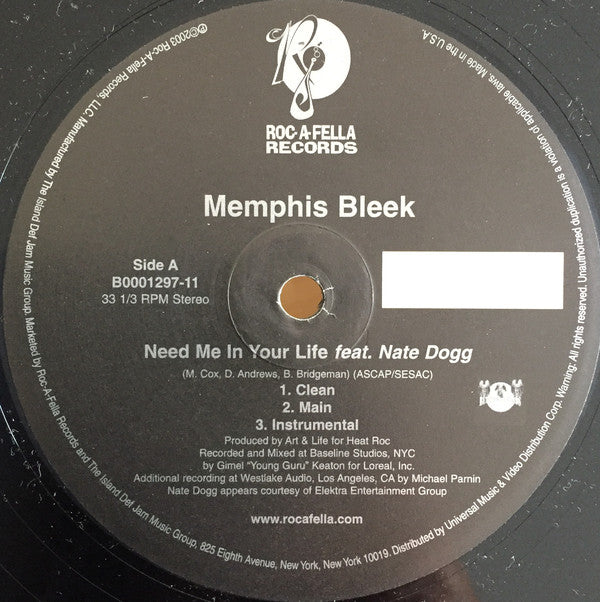 ROC-A-FELLA
RECORDS
Memphis Bleek
Side A
B0001297-11
33 1/3 RPM Stereo
Need Me In Your Life feat. Nate Dogg
(M. Cox, D. Andrews, B. Bridgeman) (ASCAP/SESAC)
1. Clean
2. Main
3. Instrumental
Produced by Art & Life for Heat Roc
Recorded and Mixed at Baseline Studios, NYC
by Gimel "Young Guru" Keaton for Loreal, Inc.
Additional recording at Westlake Audio, Los Angeles, CA by Michael Parnin
Nate Dogg appears courtesy of Elektra Entertainment Group
www.rocafella.com
℗©2003 Roc-A-Fella Records, LLC. Manufactured by The Island Def Jam Music Group. Marketed by Roc-A-Fella Records and The Island Def Jam Music Group, 825 Eighth Avenue, New York, New York 10019. Distributed by Universal Music & Video Distribution Corp. Warning: All rights reserved. Unauthorized duplication is a violation of applicable laws. Made in the U.S.A.